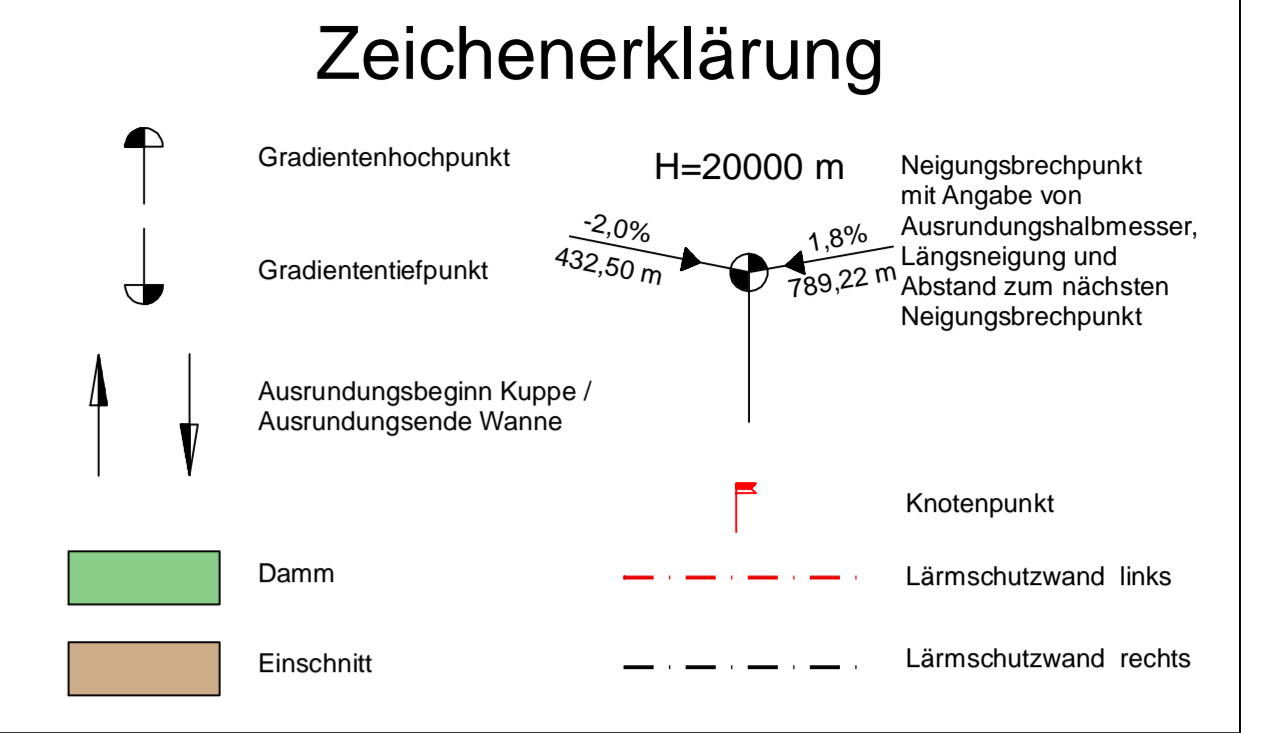 Zeichenerklärung
Gradientenhochpunkt
Gradiententiefpunkt
Ausrundungsbeginn Kuppe /
Ausrundungsende Wanne
Damm
Einschnitt
H=20000 m
-2,0%
432,50 m
1,8%
789,22 m
Neigungsbrechpunkt
mit Angabe von
Ausrundungshalbmesser,
Längsneigung und
Abstand zum nächsten
Neigungsbrechpunkt
Knotenpunkt
Lärmschutzwand links
Lärmschutzwand rechts